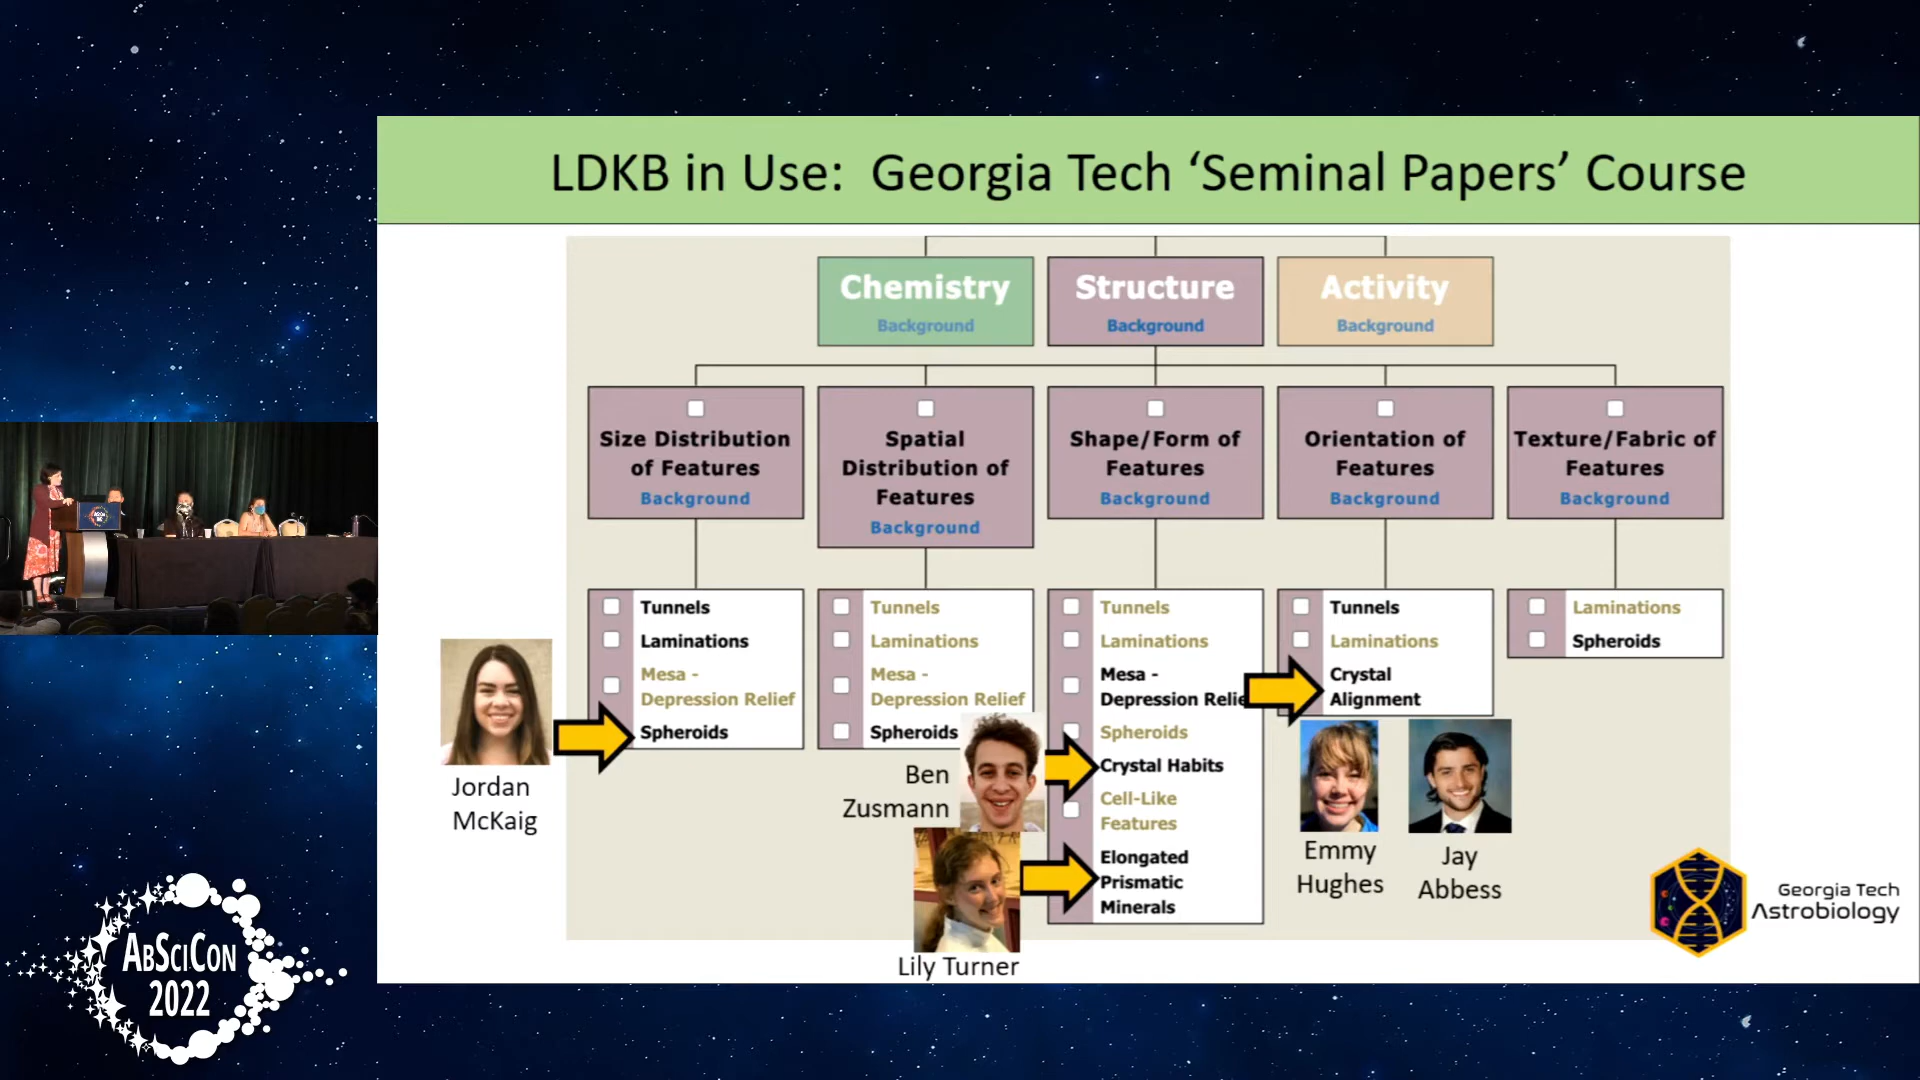 LDKB in Use: Georgia Tech ‘Seminal Papers’ Course
Chemistry
Background
Structure
Background
Activity
Background
Size Distribution
of Features
Background
Spatial
Distribution of
Features
Background
Shape/Form of
Features
Background
Orientation of
Features
Background
Texture/Fabric of
Features
Background
Tunnels
Laminations
Mesa -
Depression Relief
Spheroids
Tunnels
Laminations
Mesa -
Depression Relief
Spheroids
Tunnels
Laminations
Mesa -
Depression Relie
Spheroids
Crystal Habits
Cell-Like
Features
Elongated
Prismatic
Minerals
Tunnels
Laminations
Crystal
Alignment
Laminations
Spheroids
Jordan
McKaig
Ben
Zusmann
Lily Turner
Emmy
Hughes
Jay
Abbess
Georgia Tech
Astrobiology
ABSCICON
2022